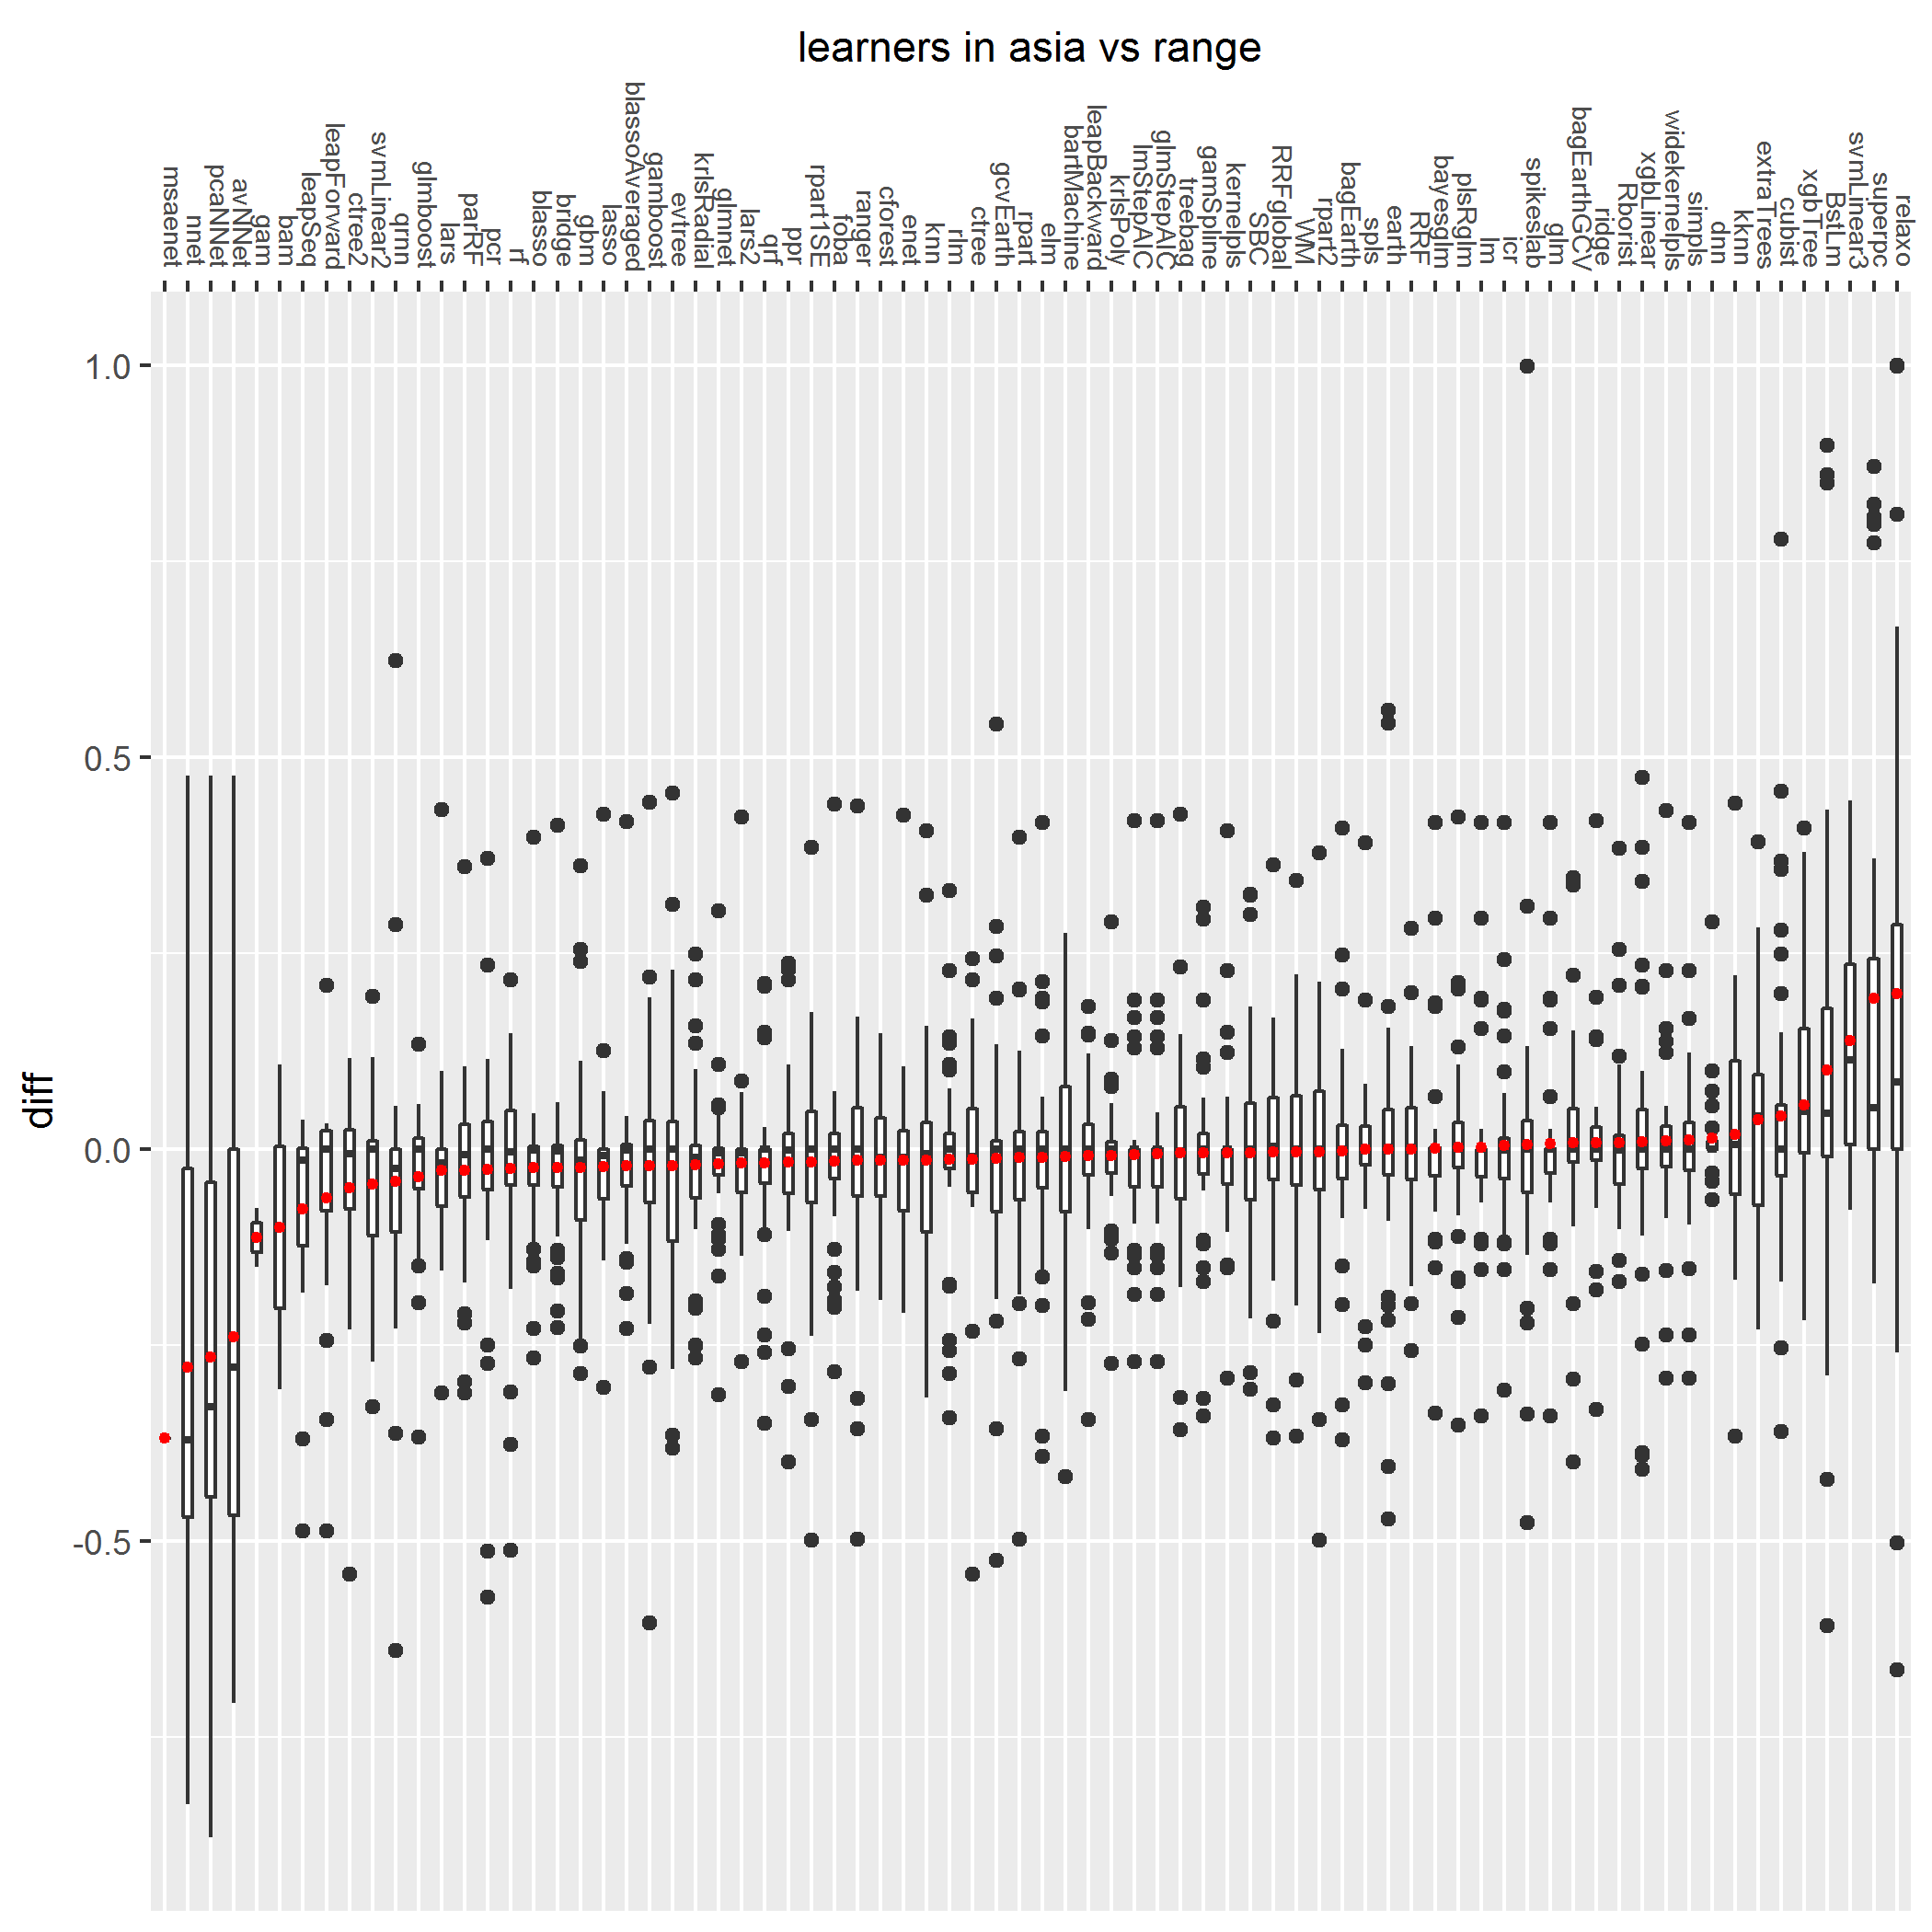 learners in asia vs range
msaenet
nnet
pcaNNet
avNNet
gam
bam
leapSeq
leapForward
ctree2
svmLinear2
qrnn
glmboost
lars
parRF
pcr
rf
blasso
bridge
gbm
lasso
blassoAveraged
gamboost
evtree
krlsRadial
glmnet
lars2
qrf
ppr
rpart1SE
foba
ranger
cforest
enet
knn
rlm
ctree
gcvEarth
rpart
elm
bartMachine
leapBackward
krlsPoly
lmStepAIC
glmStepAIC
treebag
gamSpline
kernelpls
SBC
RRFglobal
WM
rpart2
bagEarth
spls
earth
RRF
bayesglm
plsRglm
lm
icr
spikeslab
glm
bagEarthGCV
ridge
Rborist
xgbLinear
widekernelpls
simpls
dnn
kknn
extraTrees
cubist
xgbTree
BstLm
svmLinear3
superpc
relaxo
1.0
0.5
0.0
-0.5
diff